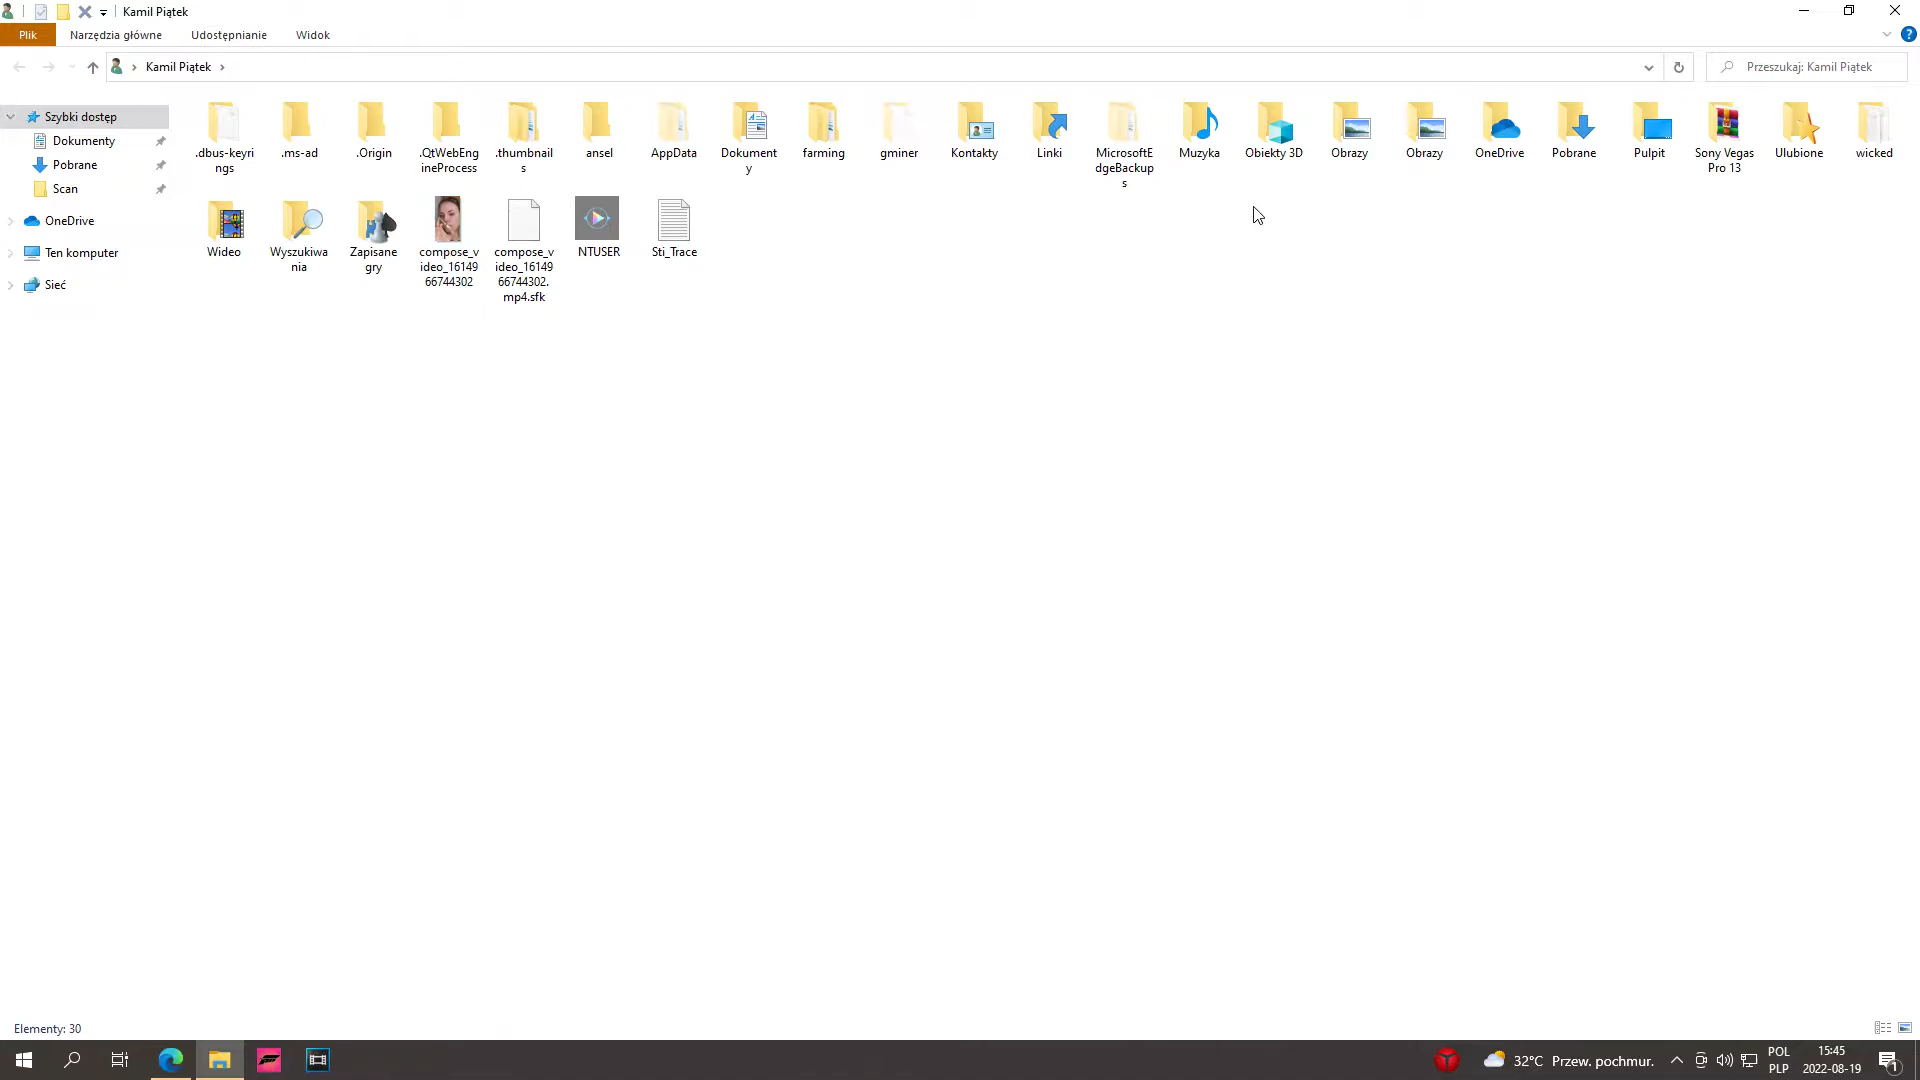 Kamil Piątek
Plik Narzędzia główne Udostępnianie Widok
Kamil Piątek
Przeszukaj: Kamil Piątek
Szybki dostęp
Dokumenty
Pobrane
Scan
OneDrive
Ten komputer
Sieć
.dbus-keyri
ngs
.ms-ad
.Origin
.QtWebEng
ineProcess
.thumbnail
s
ansel
AppData
Dokument
y
farming
gminer
Kontakty
Linki
MicrosoftE
dgeBackup
s
Muzyka
Obiekty 3D
Obrazy
Obrazy
OneDrive
Pobrane
Pulpit
Sony Vegas
Pro 13
Ulubione
wicked
Wideo
Wyszukiwa
nia
Zapisane
gry
compose_v
ideo_16149
66744302
compose_v
ideo_16149
66744302.
mp4.sfk
NTUSER
Sti_Trace
Elementy: 30
32°C Przew. pochmur.
POL
PLP
15:45
2022-08-19
1